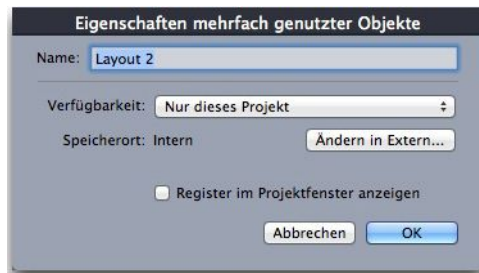 Eigenschaften mehrfach genutzter Objekte
Name: Layout 2
Verfügbarkeit: Nur dieses Projekt
Speicherort: Intern Ändern in Extern...
Register im Projektfenster anzeigen
Abbrechen OK